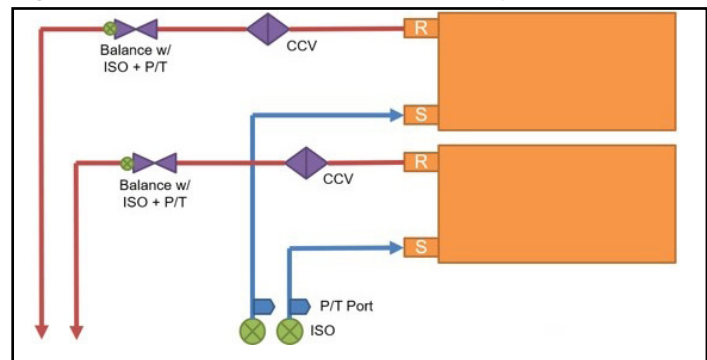 R
Balance w/
ISO + P/T
CCV
S
R
Balance w/
ISO + P/T
CCV
S
P/T Port
ISO